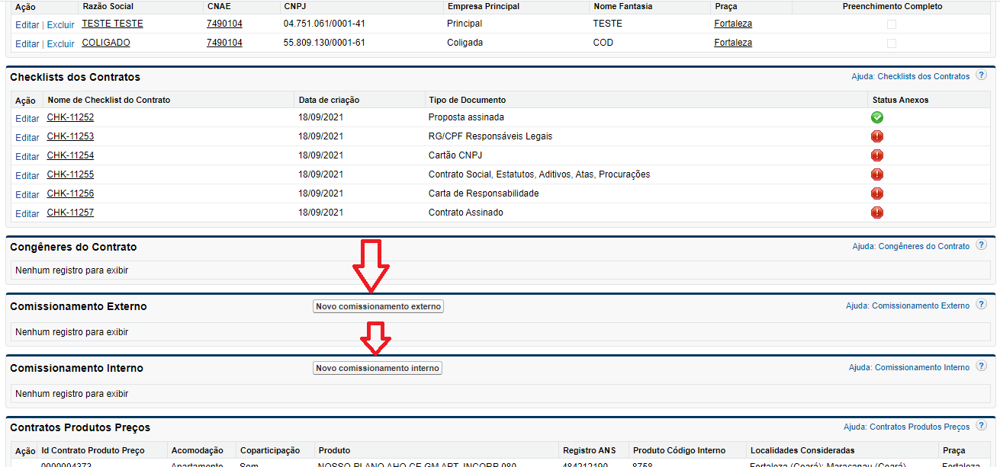 Ação Razão Social CNAE CNPJ Empresa Principal Nome Fantasia Praça Preenchimento Completo
Editar | Excluir TESTE TESTE 7490104 04.751.061/0001-41 Principal TESTE Fortaleza
Editar | Excluir COLIGADO 7490104 55.809.130/0001-61 Coligada COD Fortaleza
Checklists dos Contratos Ajuda: Checklists dos Contratos ?
Ação Nome de Checklist do Contrato Data de criação Tipo de Documento Status Anexos
Editar CHK-11252 18/09/2021 Proposta assinada
Editar CHK-11253 18/09/2021 RG/CPF Responsáveis Legais
Editar CHK-11254 18/09/2021 Cartão CNPJ
Editar CHK-11255 18/09/2021 Contrato Social, Estatutos, Aditivos, Atas, Procurações
Editar CHK-11256 18/09/2021 Carta de Responsabilidade
Editar CHK-11257 18/09/2021 Contrato Assinado
Congêneres do Contrato Ajuda: Congêneres do Contrato ?
Nenhum registro para exibir
Comissionamento Externo Novo comissionamento externo Ajuda: Comissionamento Externo ?
Nenhum registro para exibir
Comissionamento Interno Novo comissionamento interno Ajuda: Comissionamento Interno ?
Nenhum registro para exibir
Contratos Produtos Preços Ajuda: Contratos Produtos Preços ?
Ação Id Contrato Produto Preço Acomodação Coparticipação Produto Registro ANS Produto Código Interno Localidades Consideradas Praça
0000004373 Apartamento Sem NOSSO PLANO AHO CE GM APT. INCORP 080 484212190 8758 Fortaleza (Ceará); Maracanau (Ceará) Fortaleza